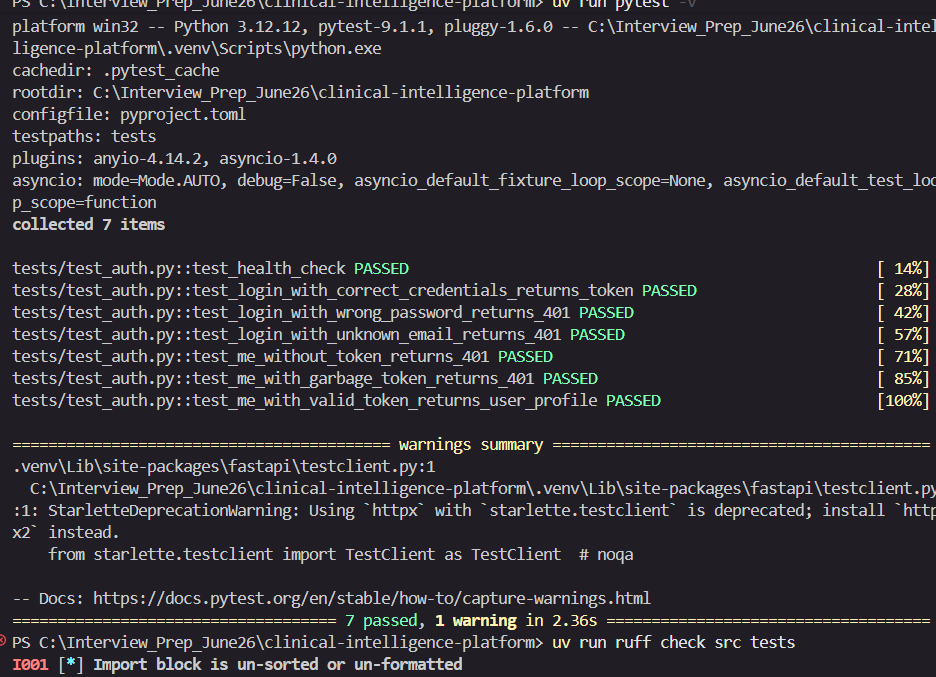 PS C:\Interview_Prep_June26\clinical-intelligence-platform> uv run pytest -v
platform win32 -- Python 3.12.12, pytest-9.1.1, pluggy-1.6.0 -- C:\Interview_Prep_June26\clinical-intel
ligence-platform\.venv\Scripts\python.exe
cachedir: .pytest_cache
rootdir: C:\Interview_Prep_June26\clinical-intelligence-platform
configfile: pyproject.toml
testpaths: tests
plugins: anyio-4.14.2, asyncio-1.4.0
asyncio: mode=Mode.AUTO, debug=False, asyncio_default_fixture_loop_scope=None, asyncio_default_test_loo
p_scope=function
collected 7 items
tests/test_auth.py::test_health_check PASSED [ 14%]
tests/test_auth.py::test_login_with_correct_credentials_returns_token PASSED [ 28%]
tests/test_auth.py::test_login_with_wrong_password_returns_401 PASSED [ 42%]
tests/test_auth.py::test_login_with_unknown_email_returns_401 PASSED [ 57%]
tests/test_auth.py::test_me_without_token_returns_401 PASSED [ 71%]
tests/test_auth.py::test_me_with_garbage_token_returns_401 PASSED [ 85%]
tests/test_auth.py::test_me_with_valid_token_returns_user_profile PASSED [100%]
========================================== warnings summary ==========================================
.venv\Lib\site-packages\fastapi\testclient.py:1
  C:\Interview_Prep_June26\clinical-intelligence-platform\.venv\Lib\site-packages\fastapi\testclient.py
:1: StarletteDeprecationWarning: Using `httpx` with `starlette.testclient` is deprecated; install `http
x2` instead.
    from starlette.testclient import TestClient as TestClient  # noqa
-- Docs: https://docs.pytest.org/en/stable/how-to/capture-warnings.html
==================================== 7 passed, 1 warning in 2.36s ====================================
PS C:\Interview_Prep_June26\clinical-intelligence-platform> uv run ruff check src tests
I001 [*] Import block is un-sorted or un-formatted